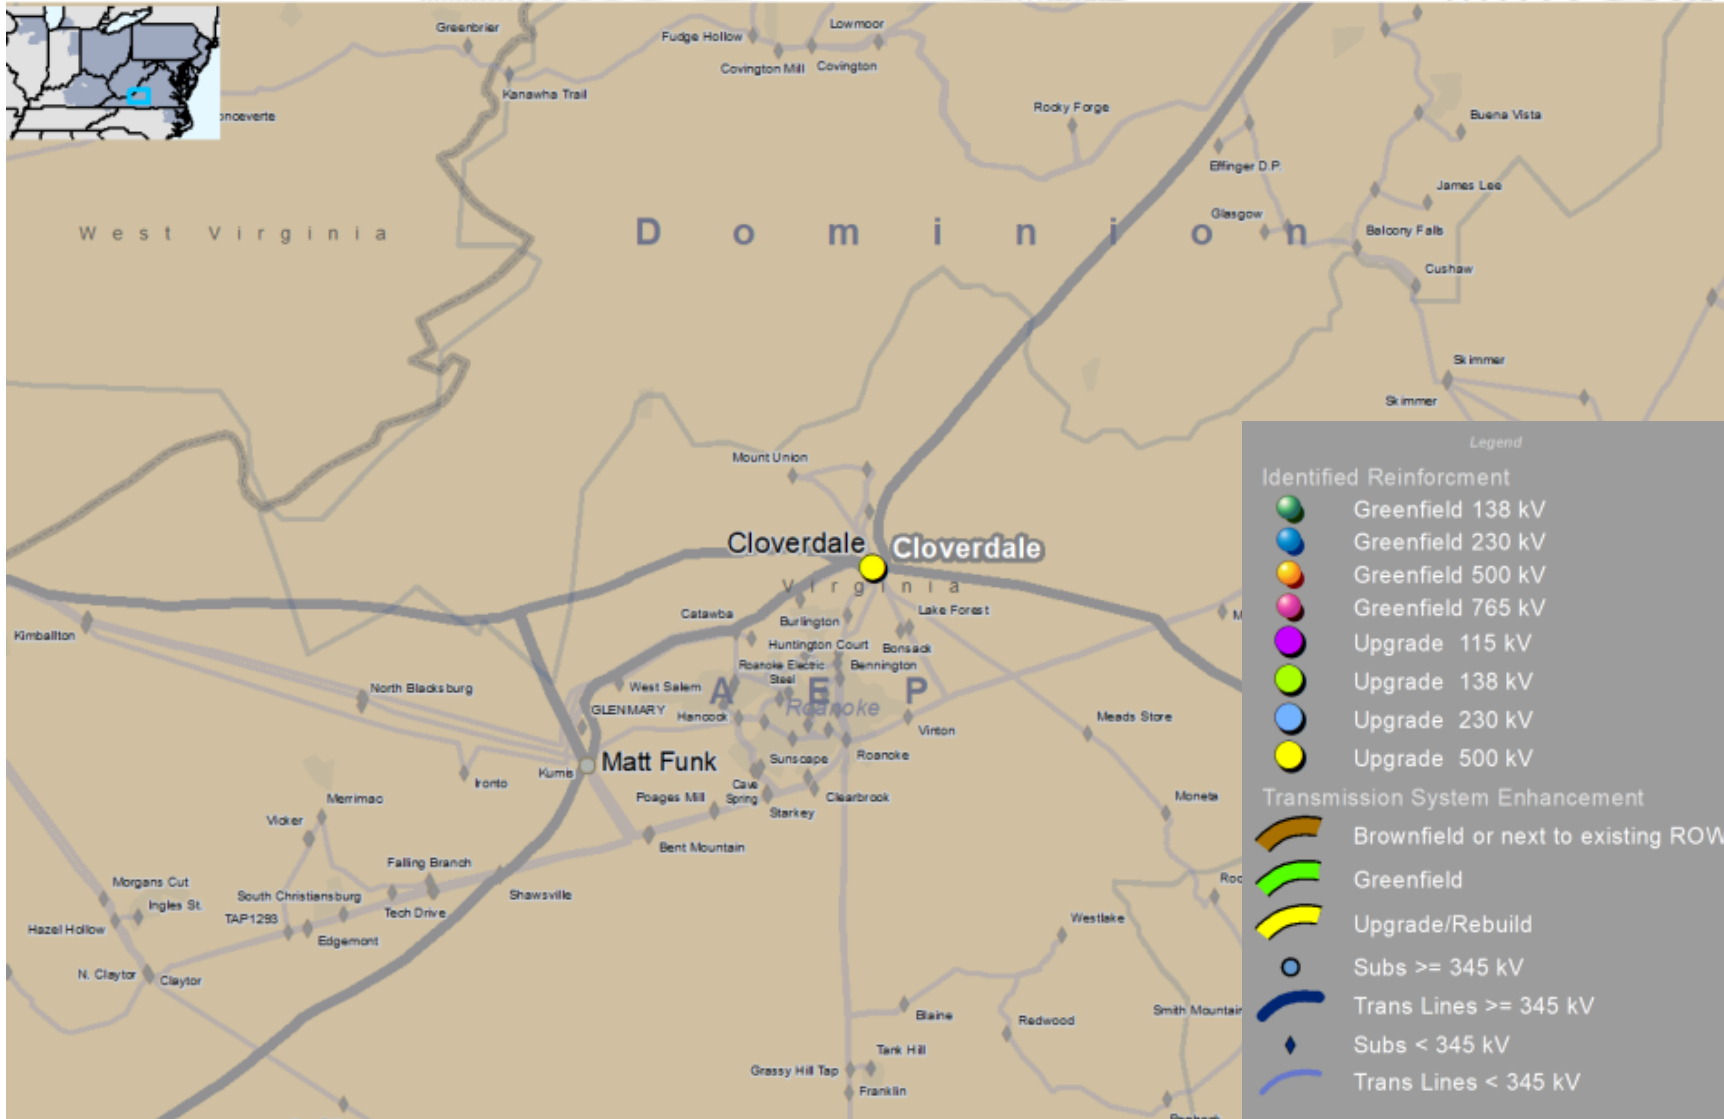 Greenbrier
Fudge Hollow
Lowmoor
Covington Mill
Covington
Kanawha Trail
Rocky Forge
Buena Vista
Effinger D.P.
James Lee
Glasgow
Balcony Falls
West Virginia
Dominion
Cushaw
Skimmer
Skimmer
Mount Union
Cloverdale
Cloverdale
Virginia
Catawba
Burlington
Lake Forest
Kimballton
Huntington Court
Bonsack
Roanoke Electric
Steel
Bennington
North Blacksburg
West Salem
AEP
Roanoke
GLENMARY
Hancock
Vinton
Meads Store
Matt Funk
Kumis
Ironto
Sunscape
Roanoke
Cave
Spring
Clearbrook
Poages Mill
Starkey
Moneta
Merrimac
Vicker
Bent Mountain
Falling Branch
Morgans Cut
Ingles St.
South Christiansburg
TAP1293
Tech Drive
Shawsville
Hazel Hollow
Edgemont
Westlake
N. Claytor
Claytor
Blaine
Redwood
Smith Mountain
Tank Hill
Grassy Hill Tap
Franklin
Legend
Identified Reinforcment
Greenfield 138 kV
Greenfield 230 kV
Greenfield 500 kV
Greenfield 765 kV
Upgrade 115 kV
Upgrade 138 kV
Upgrade 230 kV
Upgrade 500 kV
Transmission System Enhancement
Brownfield or next to existing ROW
Greenfield
Upgrade/Rebuild
Subs >= 345 kV
Trans Lines >= 345 kV
Subs < 345 kV
Trans Lines < 345 kV